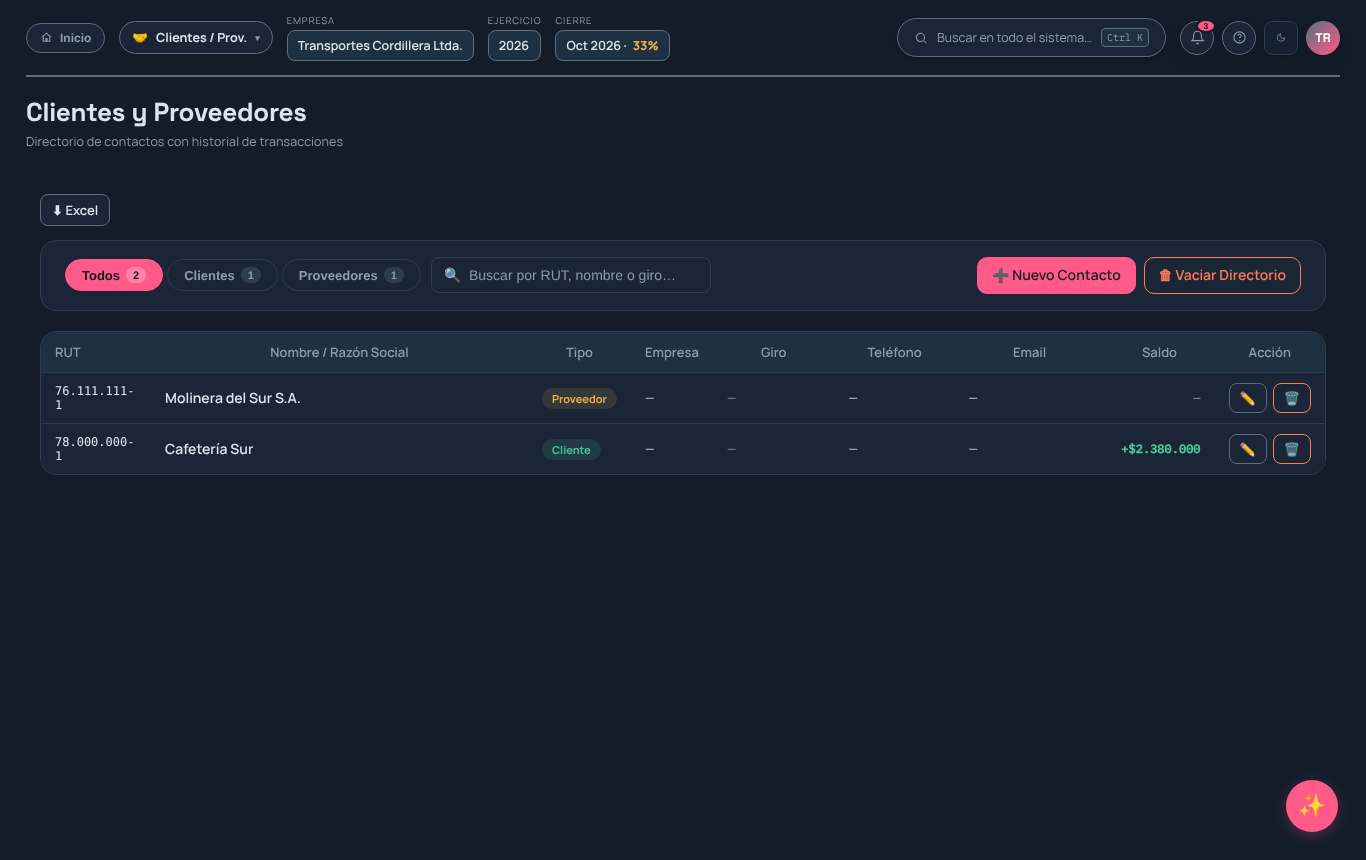 EMPRESA EJERCICIO CIERRE
Inicio Clientes / Prov. Transportes Cordillera Ltda. 2026 Oct 2026 · 33% Buscar en todo el sistema... Ctrl K 3 TR
Clientes y Proveedores
Directorio de contactos con historial de transacciones
⬇ Excel
Todos 2 Clientes 1 Proveedores 1 🔍 Buscar por RUT, nombre o giro... ➕ Nuevo Contacto 🗑 Vaciar Directorio
RUT Nombre / Razón Social Tipo Empresa Giro Teléfono Email Saldo Acción
76.111.111-
1 Molinera del Sur S.A. Proveedor — — — — —
78.000.000-
1 Cafetería Sur Cliente — — — — +$2.380.000